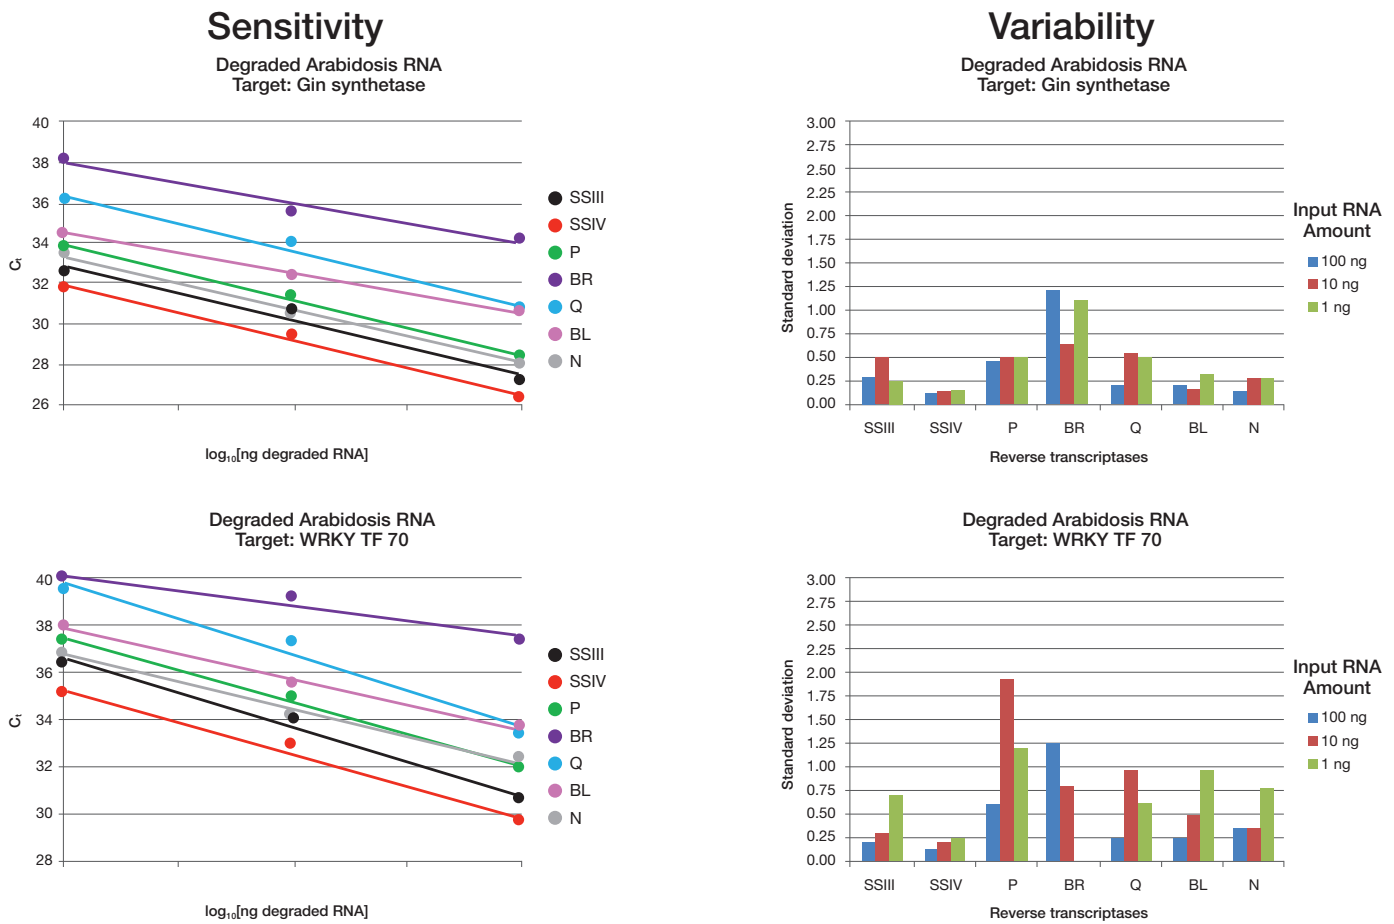 Sensitivity
Degraded Arabidosis RNA
Target: Gin synthetase
40
38
36
34
32
30
28
26
Cₜ
log₁₀[ng degraded RNA]
SSIII
SSIV
P
BR
Q
BL
N
Variability
Degraded Arabidosis RNA
Target: Gin synthetase
3.00
2.75
2.50
2.25
2.00
1.75
1.50
1.25
1.00
0.75
0.50
0.25
0.00
Standard deviation
SSIII SSIV P BR Q BL N
Reverse transcriptases
Input RNA
Amount
100 ng
10 ng
1 ng
Degraded Arabidosis RNA
Target: WRKY TF 70
40
38
36
34
32
30
28
Cₜ
log₁₀[ng degraded RNA]
SSIII
SSIV
P
BR
Q
BL
N
Degraded Arabidosis RNA
Target: WRKY TF 70
3.00
2.75
2.50
2.25
2.00
1.75
1.50
1.25
1.00
0.75
0.50
0.25
0.00
Standard deviation
SSIII SSIV P BR Q BL N
Reverse transcriptases
Input RNA
Amount
100 ng
10 ng
1 ng